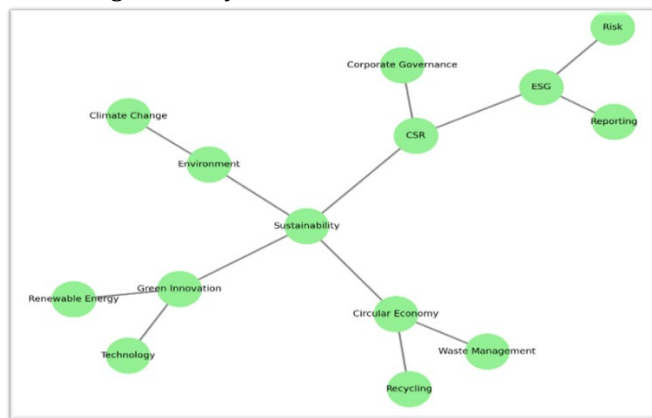 Risk
Corporate Governance
ESG
Climate Change
Reporting
CSR
Environment
Sustainability
Green Innovation
Renewable Energy
Circular Economy
Technology
Waste Management
Recycling